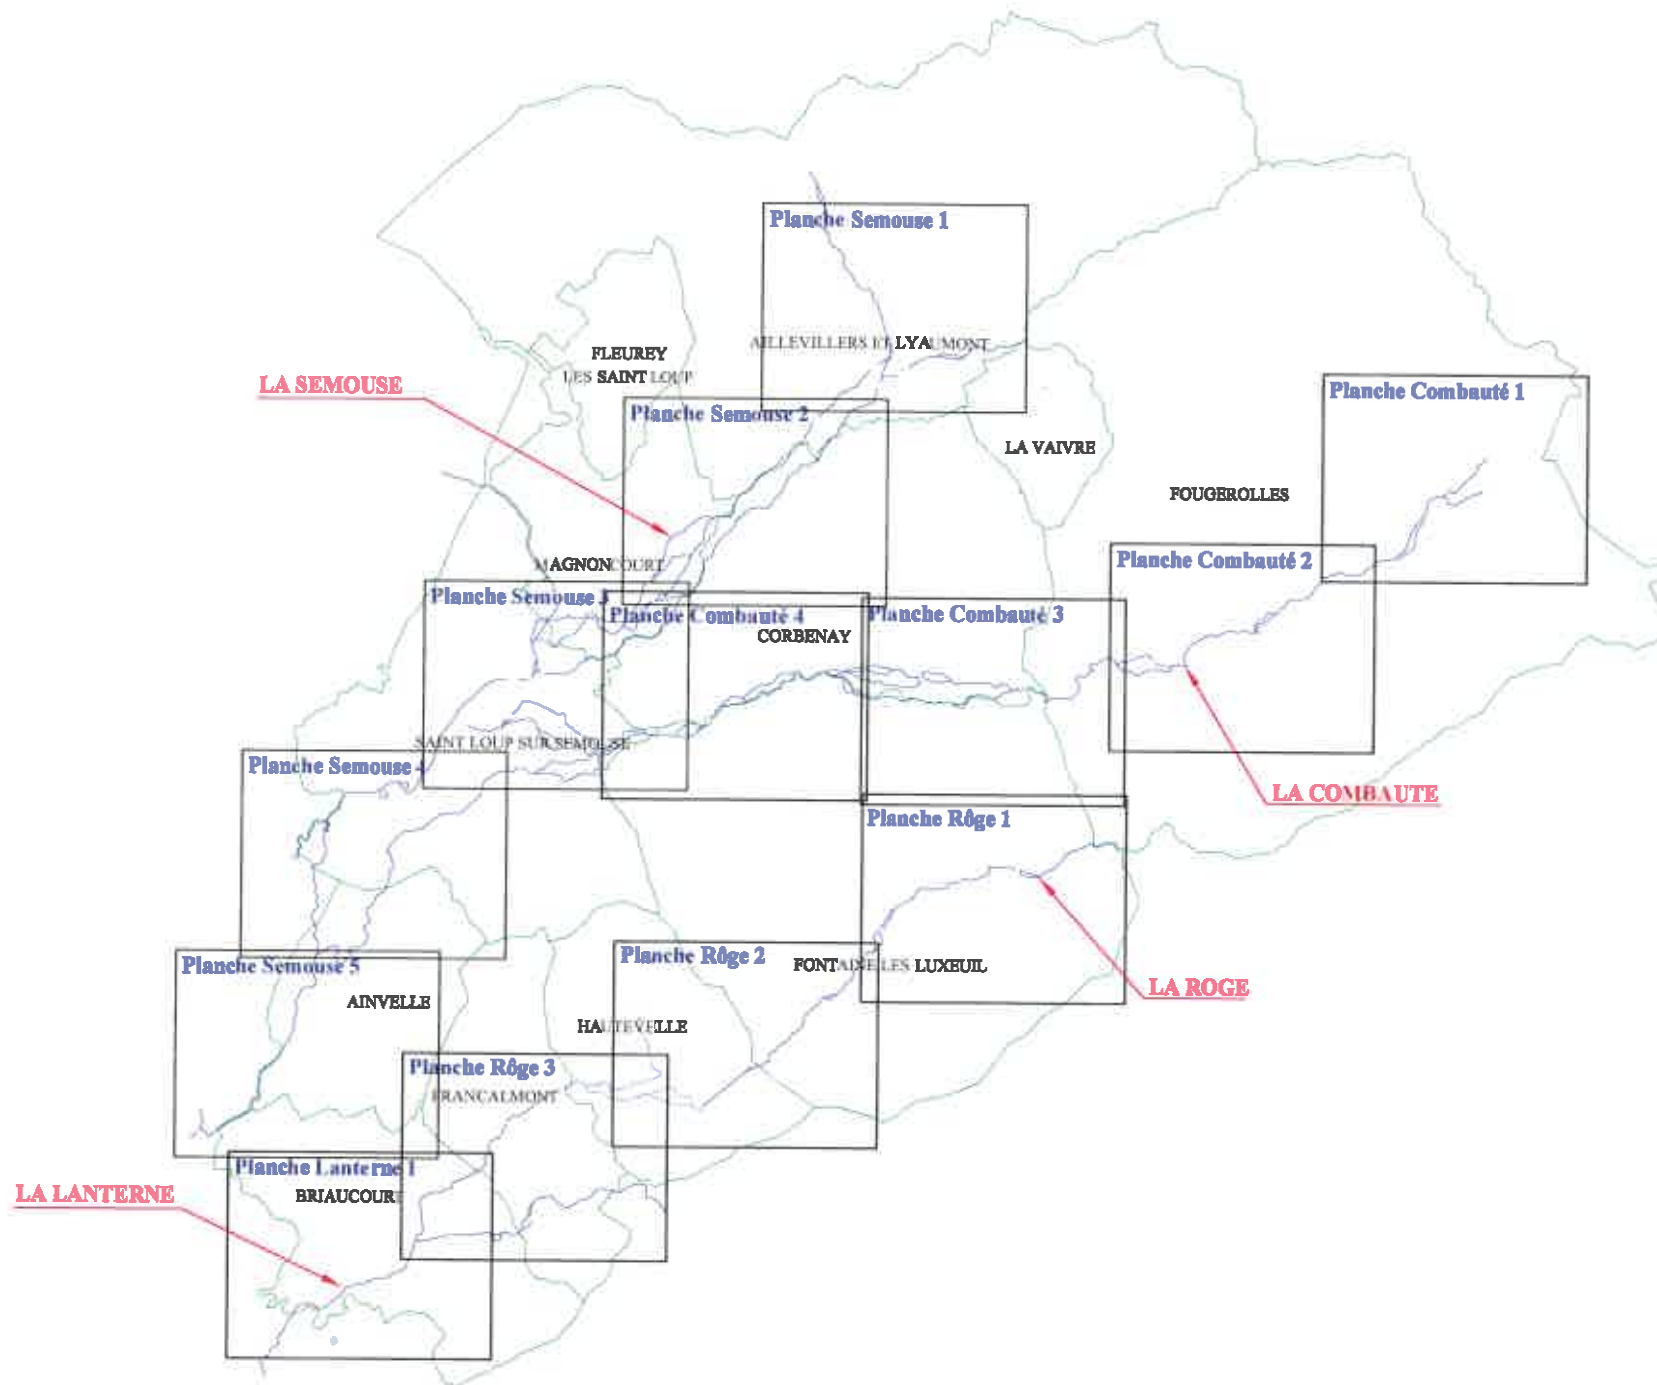 Planche Semouse 1
AILLEVILLERS ET LYAUMONT
FLEUREY
LES SAINT LOUP
LA SEMOUSE
Planche Combauté 1
Planche Semouse 2
LA VAIVRE
FOUGEROLLES
Planche Combauté 2
MAGNONCOURT
Planche Semouse 3
Planche Combauté 4
Planche Combauté 3
CORBENAY
SAINT LOUP SUR SEMOUSE
Planche Semouse 4
LA COMBAUTE
Planche Rôge 1
Planche Rôge 2
Planche Semouse 5
FONTAINE LES LUXEUIL
LA ROGE
AINVELLE
HAUTEVELLE
Planche Rôge 3
FRANCALMONT
Planche Lanterne 1
LA LANTERNE
BRIAUCOURT